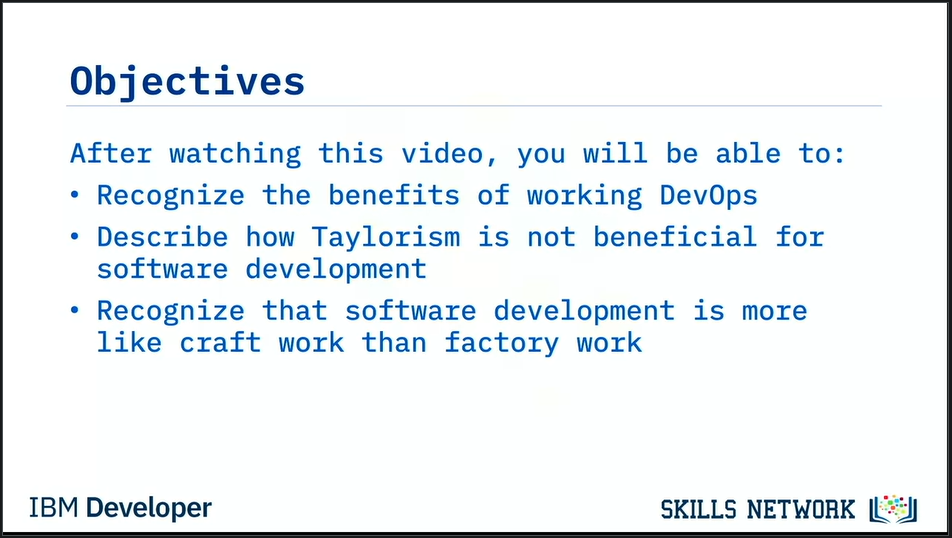 Objectives
After watching this video, you will be able to:
• Recognize the benefits of working DevOps
• Describe how Taylorism is not beneficial for
software development
• Recognize that software development is more
like craft work than factory work
IBM Developer
SKILLS NETWORK